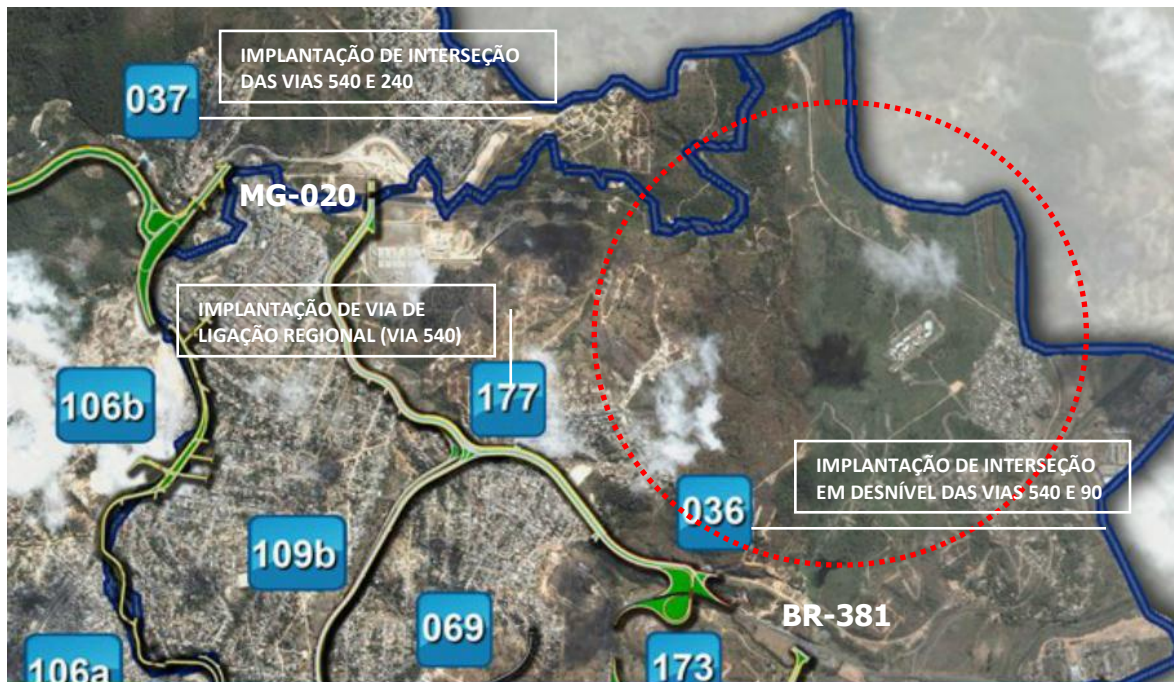 IMPLANTAÇÃO DE INTERSEÇÃO
DAS VIAS 540 E 240
037
MG-020
IMPLANTAÇÃO DE VIA DE
LIGAÇÃO REGIONAL (VIA 540)
106b
177
IMPLANTAÇÃO DE INTERSEÇÃO
EM DESNÍVEL DAS VIAS 540 E 90
036
109b
BR-381
069
106a
173